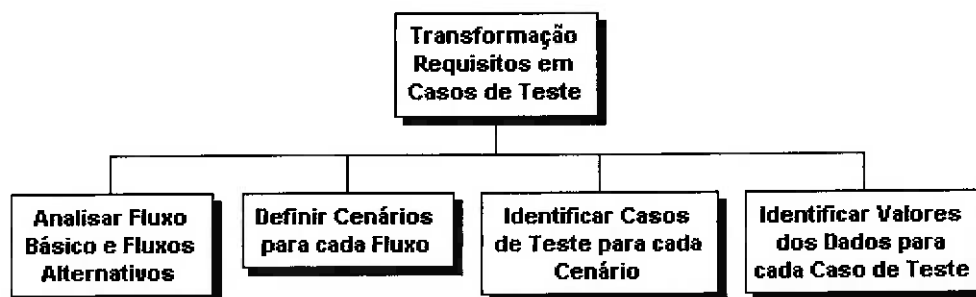 Transformação
Requisitos em
Casos de Teste
Analisar Fluxo
Básico e Fluxos
Alternativos
Definir Cenários
para cada Fluxo
Identificar Casos
de Teste para cada
Cenário
Identificar Valores
dos Dados para
cada Caso de Teste